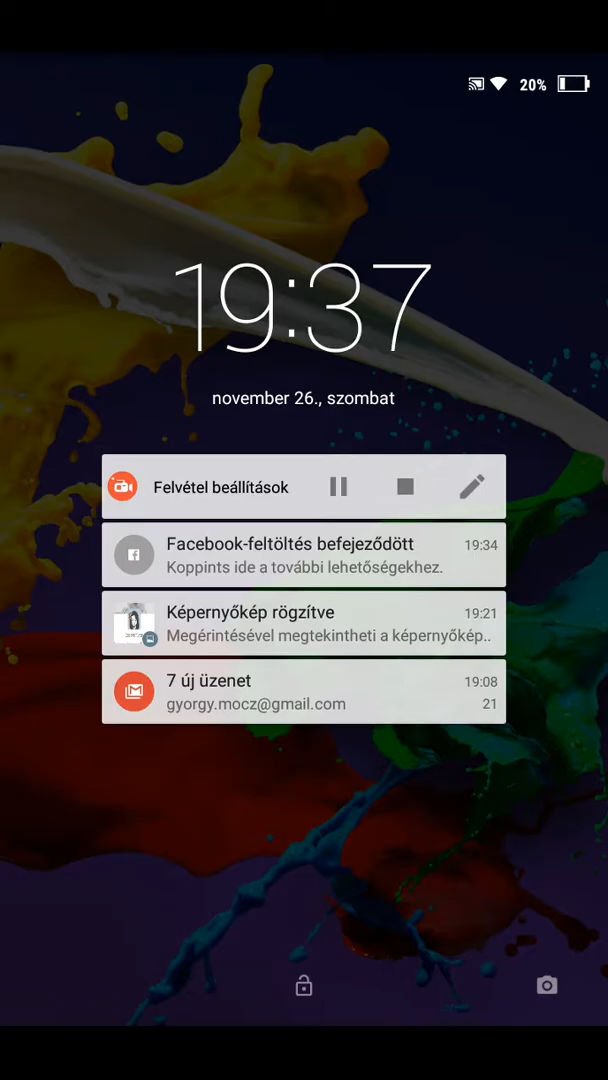 20%
19:37
november 26., szombat
Felvétel beállítások
Facebook-feltöltés befejeződött 19:34
Koppints ide a további lehetőségekhez.
Képernyőkép rögzítve 19:21
Megérintésével megtekintheti a képernyőkép..
7 új üzenet 19:08
gyorgy.mocz@gmail.com 21